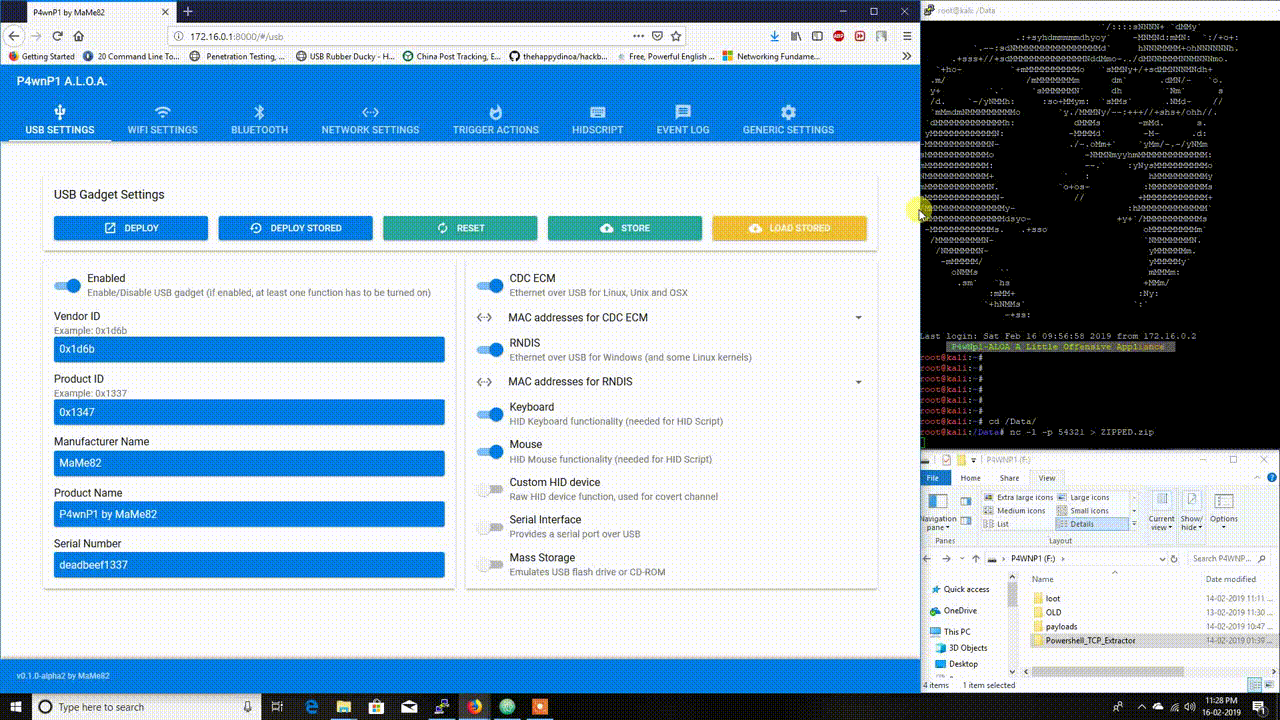 P4wnP1 by MaMe82
172.16.0.1:8000/#/usb
Getting Started
20 Command Line To...
Penetration Testing, ...
USB Rubber Ducky - H...
China Post Tracking, E...
thehappydinoa/hackb...
Free, Powerful English ...
Networking Fundame...
P4wnP1 A.L.O.A.
USB SETTINGS
WIFI SETTINGS
BLUETOOTH
NETWORK SETTINGS
TRIGGER ACTIONS
HIDSCRIPT
EVENT LOG
GENERIC SETTINGS
USB Gadget Settings
DEPLOY
DEPLOY STORED
RESET
STORE
LOAD STORED
Enabled
Enable/Disable USB gadget (if enabled, at least one function has to be turned on)
Vendor ID
Example: 0x1d6b
0x1d6b
Product ID
Example: 0x1337
0x1347
Manufacturer Name
MaMe82
Product Name
P4wnP1 by MaMe82
Serial Number
deadbeef1337
CDC ECM
Ethernet over USB for Linux, Unix and OSX
MAC addresses for CDC ECM
RNDIS
Ethernet over USB for Windows (and some Linux kernels)
MAC addresses for RNDIS
Keyboard
HID Keyboard functionality (needed for HID Script)
Mouse
HID Mouse functionality (needed for HID Script)
Custom HID device
Raw HID device function, used for covert channel
Serial Interface
Provides a serial port over USB
Mass Storage
Emulates USB flash drive or CD-ROM
v0.1.0-alpha2 by MaMe82
root@kali: /Data
Last login: Sat Feb 16 09:56:58 2019 from 172.16.0.2
P4wnP1-ALOA A Little Offensive Appliance
root@kali:~#
root@kali:~#
root@kali:~#
root@kali:~#
root@kali:~#
root@kali:~#
root@kali:~# cd /Data/
root@kali:/Data# nc -l -p 54321 > ZIPPED.zip
P4WNP1 (F:)
File
Home
Share
View
Navigation pane
Extra large icons
Large icons
Medium icons
Small icons
List
Details
Current view
Show/hide
Options
Panes
Layout
P4WNP1 (F:)
Search P4WNP...
Quick access
OneDrive
This PC
3D Objects
Desktop
Name
Date modified
loot
14-02-2019 11:11 ...
OLD
13-02-2019 11:30 ...
payloads
14-02-2019 10:47 ...
Powershell_TCP_Extractor
14-02-2019 01:39 ...
4 items
1 item selected
Type here to search
11:28 PM
16-02-2019